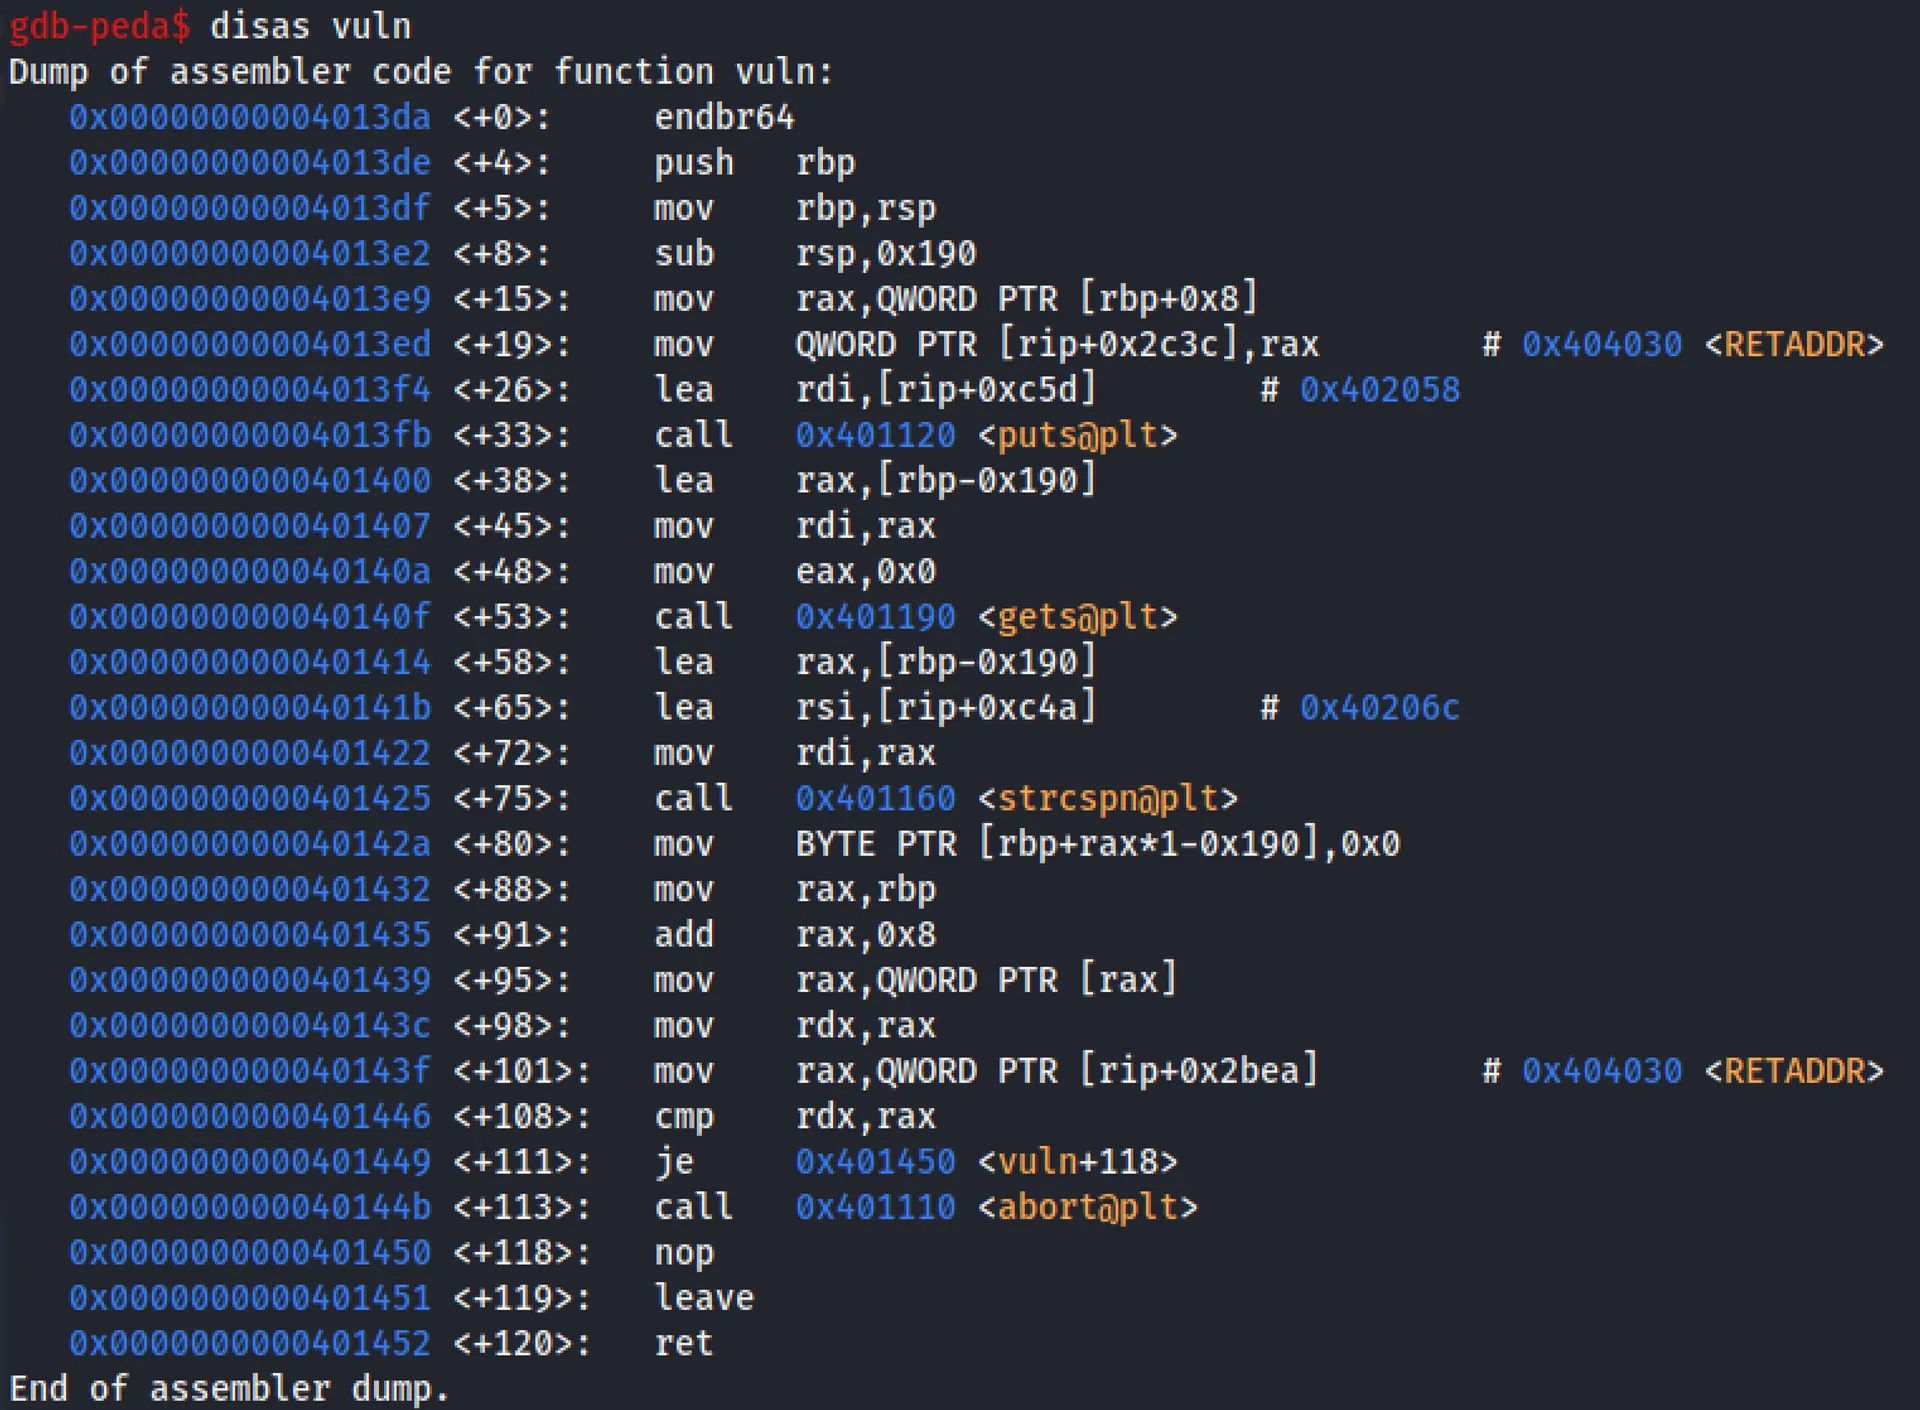 gdb-peda$ disas vuln
Dump of assembler code for function vuln:
   0x00000000004013da <+0>:     endbr64
   0x00000000004013de <+4>:     push   rbp
   0x00000000004013df <+5>:     mov    rbp,rsp
   0x00000000004013e2 <+8>:     sub    rsp,0x190
   0x00000000004013e9 <+15>:    mov    rax,QWORD PTR [rbp+0x8]
   0x00000000004013ed <+19>:    mov    QWORD PTR [rip+0x2c3c],rax        # 0x404030 <RETADDR>
   0x00000000004013f4 <+26>:    lea    rdi,[rip+0xc5d]        # 0x402058
   0x00000000004013fb <+33>:    call   0x401120 <puts@plt>
   0x0000000000401400 <+38>:    lea    rax,[rbp-0x190]
   0x0000000000401407 <+45>:    mov    rdi,rax
   0x000000000040140a <+48>:    mov    eax,0x0
   0x000000000040140f <+53>:    call   0x401190 <gets@plt>
   0x0000000000401414 <+58>:    lea    rax,[rbp-0x190]
   0x000000000040141b <+65>:    lea    rsi,[rip+0xc4a]        # 0x40206c
   0x0000000000401422 <+72>:    mov    rdi,rax
   0x0000000000401425 <+75>:    call   0x401160 <strcspn@plt>
   0x000000000040142a <+80>:    mov    BYTE PTR [rbp+rax*1-0x190],0x0
   0x0000000000401432 <+88>:    mov    rax,rbp
   0x0000000000401435 <+91>:    add    rax,0x8
   0x0000000000401439 <+95>:    mov    rax,QWORD PTR [rax]
   0x000000000040143c <+98>:    mov    rdx,rax
   0x000000000040143f <+101>:   mov    rax,QWORD PTR [rip+0x2bea]        # 0x404030 <RETADDR>
   0x0000000000401446 <+108>:   cmp    rdx,rax
   0x0000000000401449 <+111>:   je     0x401450 <vuln+118>
   0x000000000040144b <+113>:   call   0x401110 <abort@plt>
   0x0000000000401450 <+118>:   nop
   0x0000000000401451 <+119>:   leave
   0x0000000000401452 <+120>:   ret
End of assembler dump.